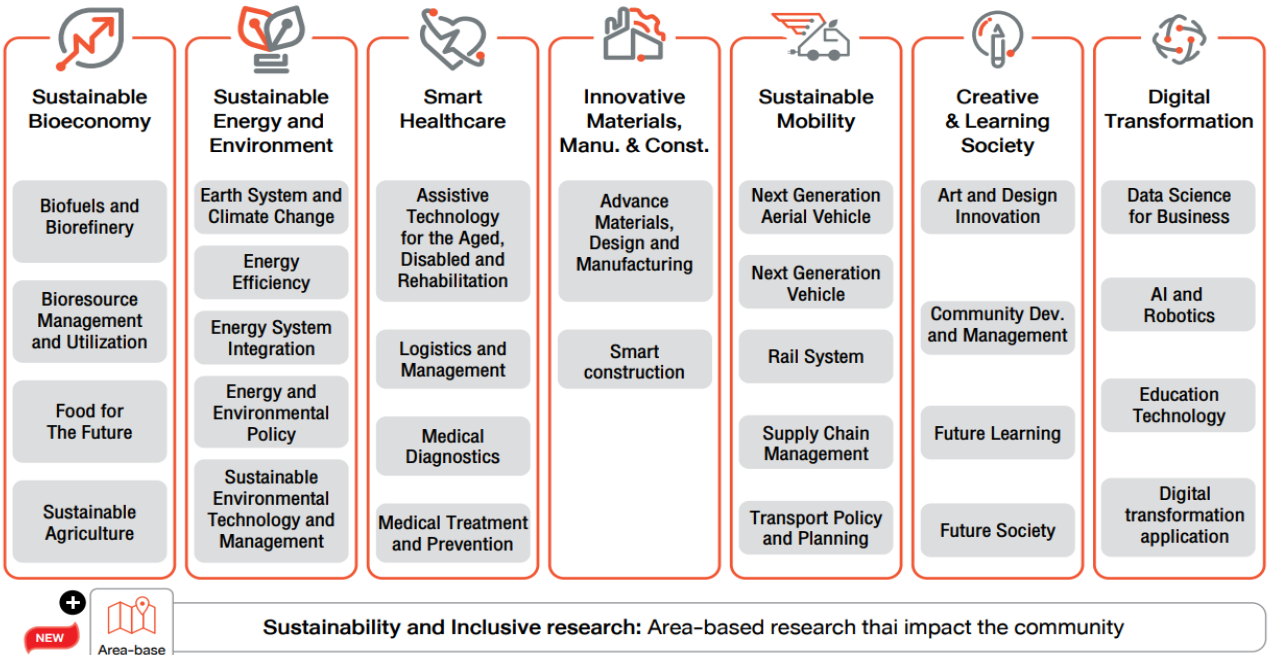 Sustainable
Bioeconomy
Biofuels and
Biorefinery
Bioresource
Management
and Utilization
Food for
The Future
Sustainable
Agriculture
Sustainable
Energy and
Environment
Earth System and
Climate Change
Energy
Efficiency
Energy System
Integration
Energy and
Environmental
Policy
Sustainable
Environmental
Technology and
Management
Smart
Healthcare
Assistive
Technology
for the Aged,
Disabled and
Rehabilitation
Logistics and
Management
Medical
Diagnostics
Medical Treatment
and Prevention
Innovative
Materials,
Manu. & Const.
Advance
Materials,
Design and
Manufacturing
Smart
construction
Sustainable
Mobility
Next Generation
Aerial Vehicle
Next Generation
Vehicle
Rail System
Supply Chain
Management
Transport Policy
and Planning
Creative
& Learning
Society
Art and Design
Innovation
Community Dev.
and Management
Future Learning
Future Society
Digital
Transformation
Data Science
for Business
AI and
Robotics
Education
Technology
Digital
transformation
application
NEW
Area-base
Sustainability and Inclusive research: Area-based research thai impact the community